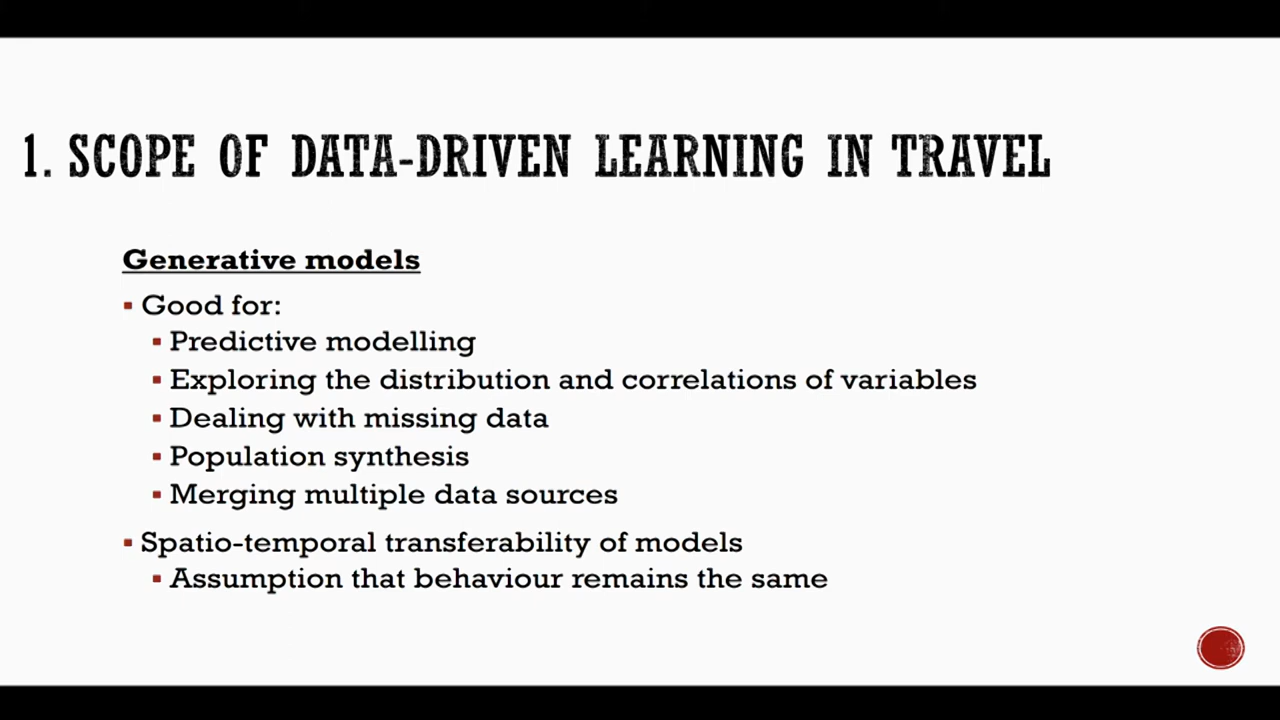 1. SCOPE OF DATA-DRIVEN LEARNING IN TRAVEL
Generative models
Good for:
Predictive modelling
Exploring the distribution and correlations of variables
Dealing with missing data
Population synthesis
Merging multiple data sources
Spatio-temporal transferability of models
Assumption that behaviour remains the same